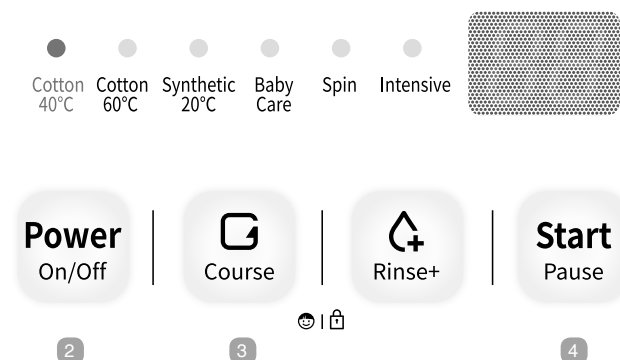 Cotton Cotton Synthetic Baby Spin Intensive
40°C 60°C 20°C Care
Power Start
On/Off Course Rinse+ Pause
2 3 4